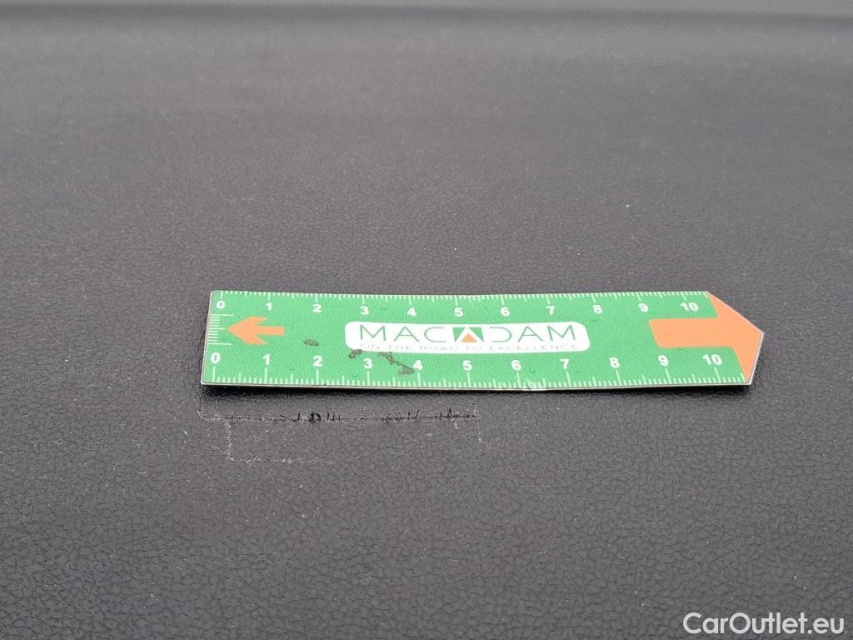 0 1 2 3 4 5 6 7 8 9 10
MACADAM
ON THE ROAD TO EXCELLENCE
0 1 2 3 4 5 6 7 8 9 10
CarOutlet.eu